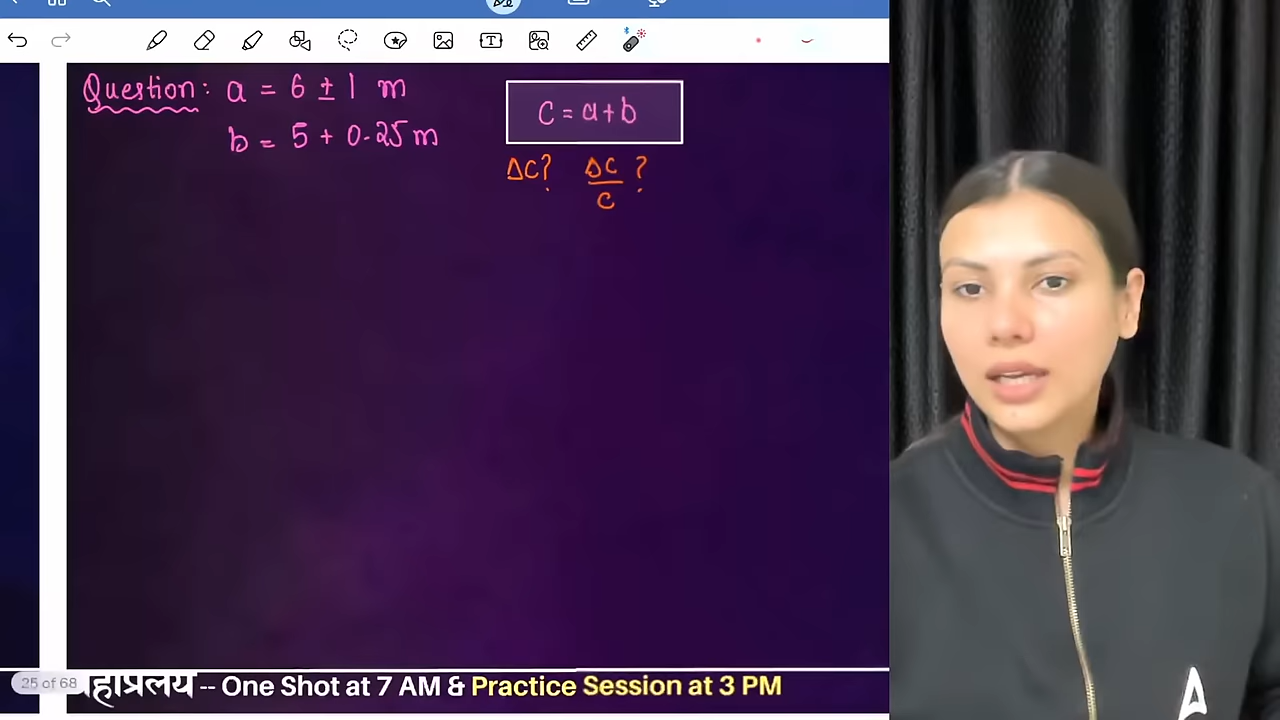 Question: a = 6 ± 1 m
b = 5 + 0.25 m
C = a + b
ΔC? ΔC/C ?
25 of 68
महाप्रलय -- One Shot at 7 AM & Practice Session at 3 PM